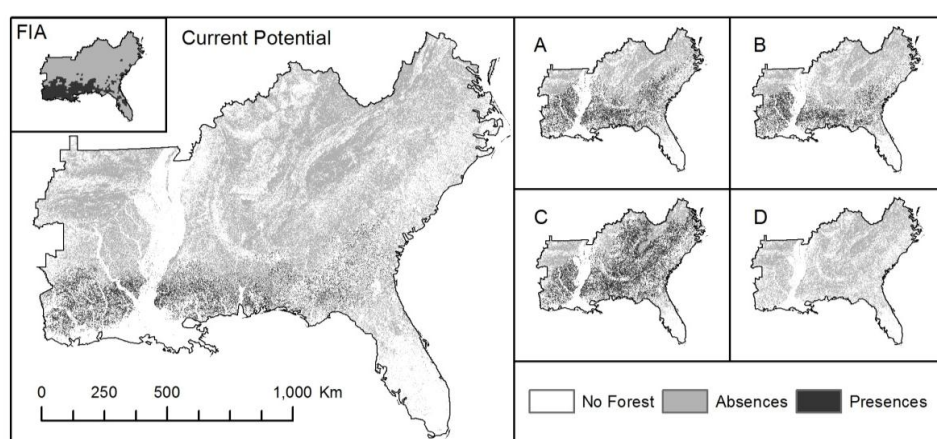 FIA
Current Potential
0 250 500 1,000 Km
A
B
C
D
No Forest Absences Presences